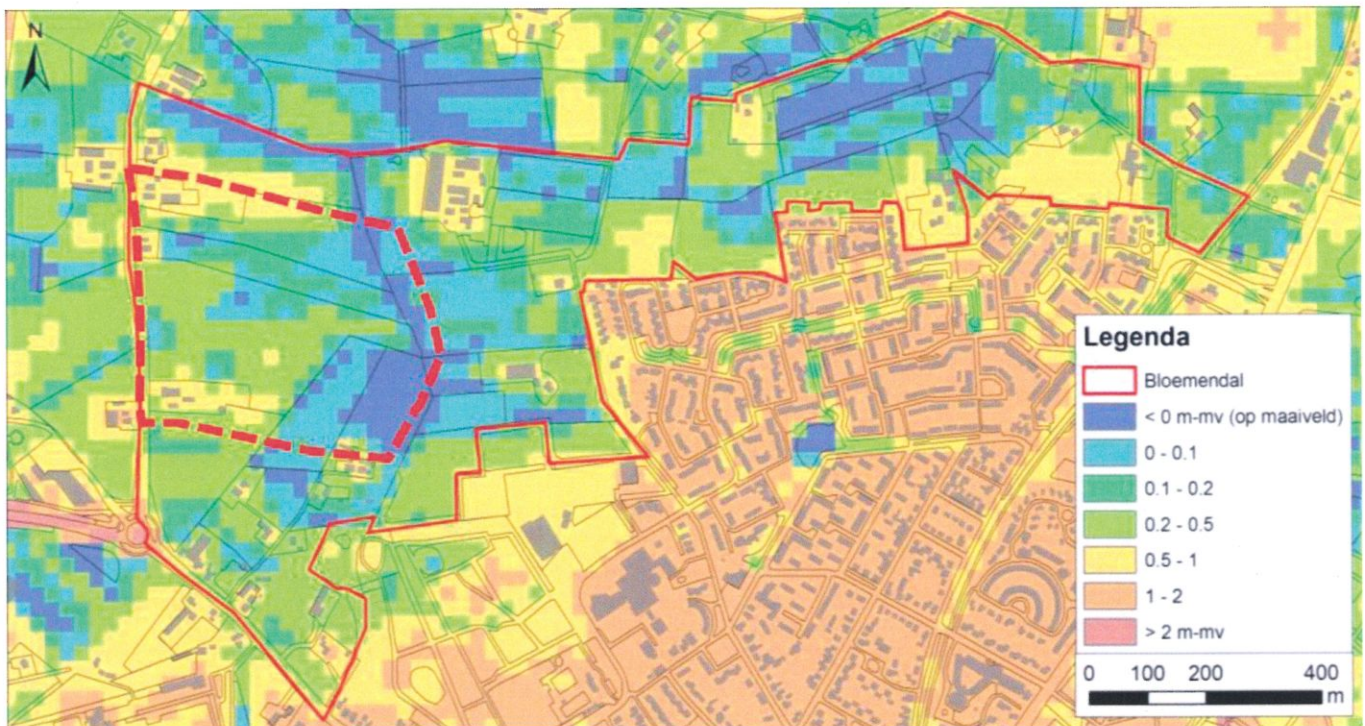 N
Legenda
Bloemendal
< 0 m-mv (op maaiveld)
0 - 0.1
0.1 - 0.2
0.2 - 0.5
0.5 - 1
1 - 2
> 2 m-mv
0 100 200 400
m